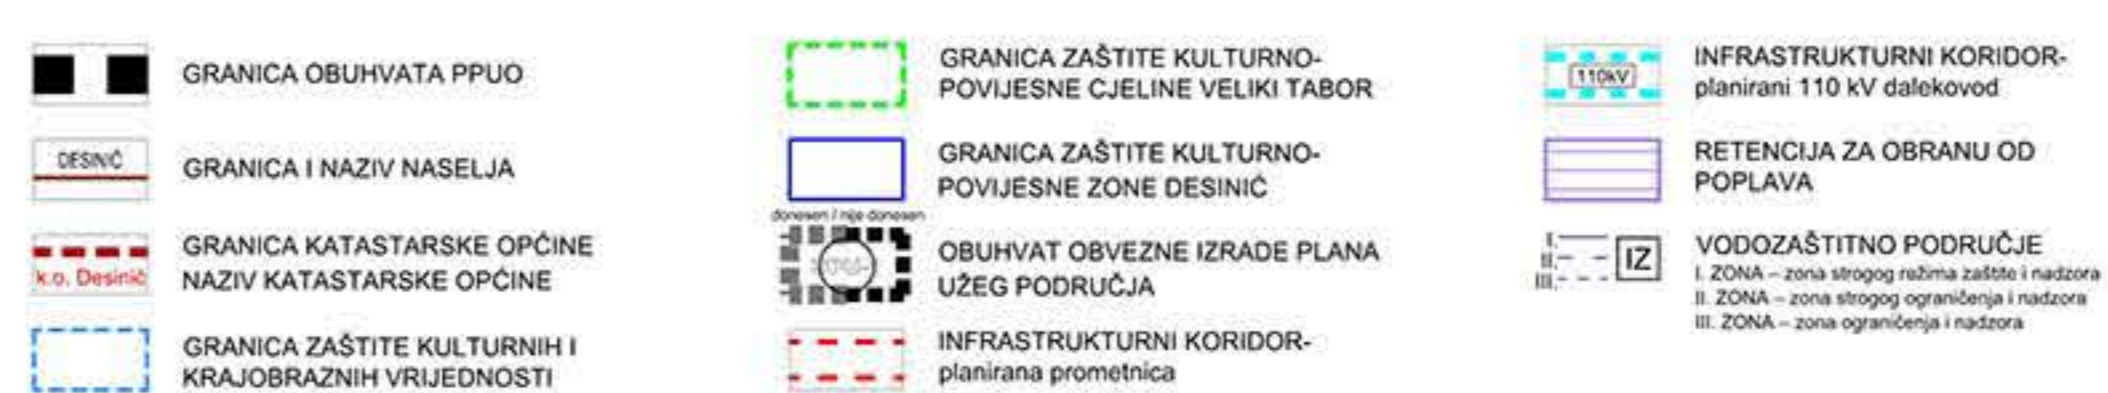 GRANICA OBUHVATA PPUO
DESINIĆ
GRANICA I NAZIV NASELJA
k.o. Desinić
GRANICA KATASTARSKE OPĆINE
NAZIV KATASTARSKE OPĆINE
GRANICA ZAŠTITE KULTURNIH I
KRAJOBRAZNIH VRIJEDNOSTI
GRANICA ZAŠTITE KULTURNO-
POVIJESNE CJELINE VELIKI TABOR
GRANICA ZAŠTITE KULTURNO-
POVIJESNE ZONE DESINIĆ
donesen / nije donesen
OBUHVAT OBVEZNE IZRADE PLANA
UŽEG PODRUČJA
INFRASTRUKTURNI KORIDOR-
planirana prometnica
110kV
INFRASTRUKTURNI KORIDOR-
planirani 110 kV dalekovod
RETENCIJA ZA OBRANU OD
POPLAVA
I.
II.
III.
IZ
VODOZAŠTITNO PODRUČJE
I. ZONA – zona strogog režima zaštite i nadzora
II. ZONA – zona strogog ograničenja i nadzora
III. ZONA – zona ograničenja i nadzora